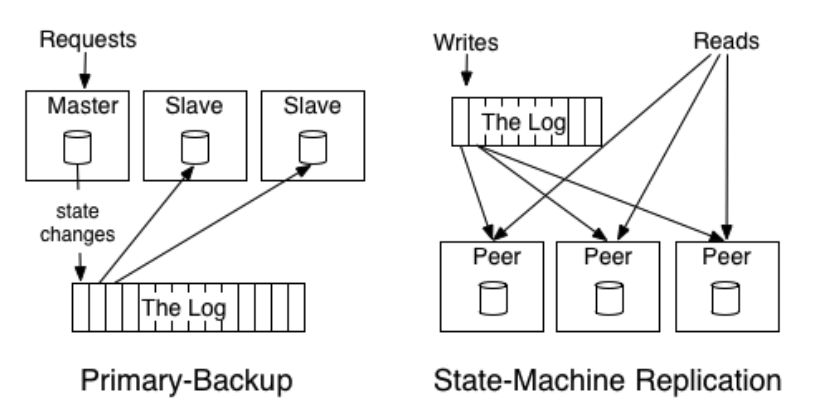 Requests
Master
Slave
Slave
state
changes
The Log
Primary-Backup
Writes
Reads
The Log
Peer
Peer
Peer
State-Machine Replication